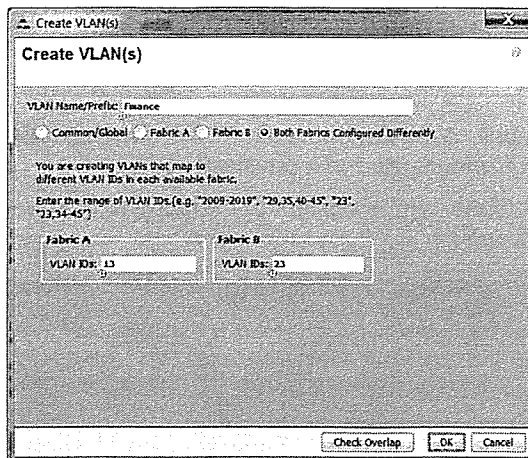 Create VLAN(s)
Create VLAN(s)
VLAN Name/Prefix: Finance
Common/Global Fabric A Fabric B Both Fabrics Configured Differently
You are creating VLANs that map to
different VLAN IDs in each available fabric.
Enter the range of VLAN IDs.(e.g. "2009-2019", "29,35,40-45", "23",
"23,34-45")
Fabric A
VLAN IDs: 13
Fabric B
VLAN IDs: 23
Check Overlap OK Cancel